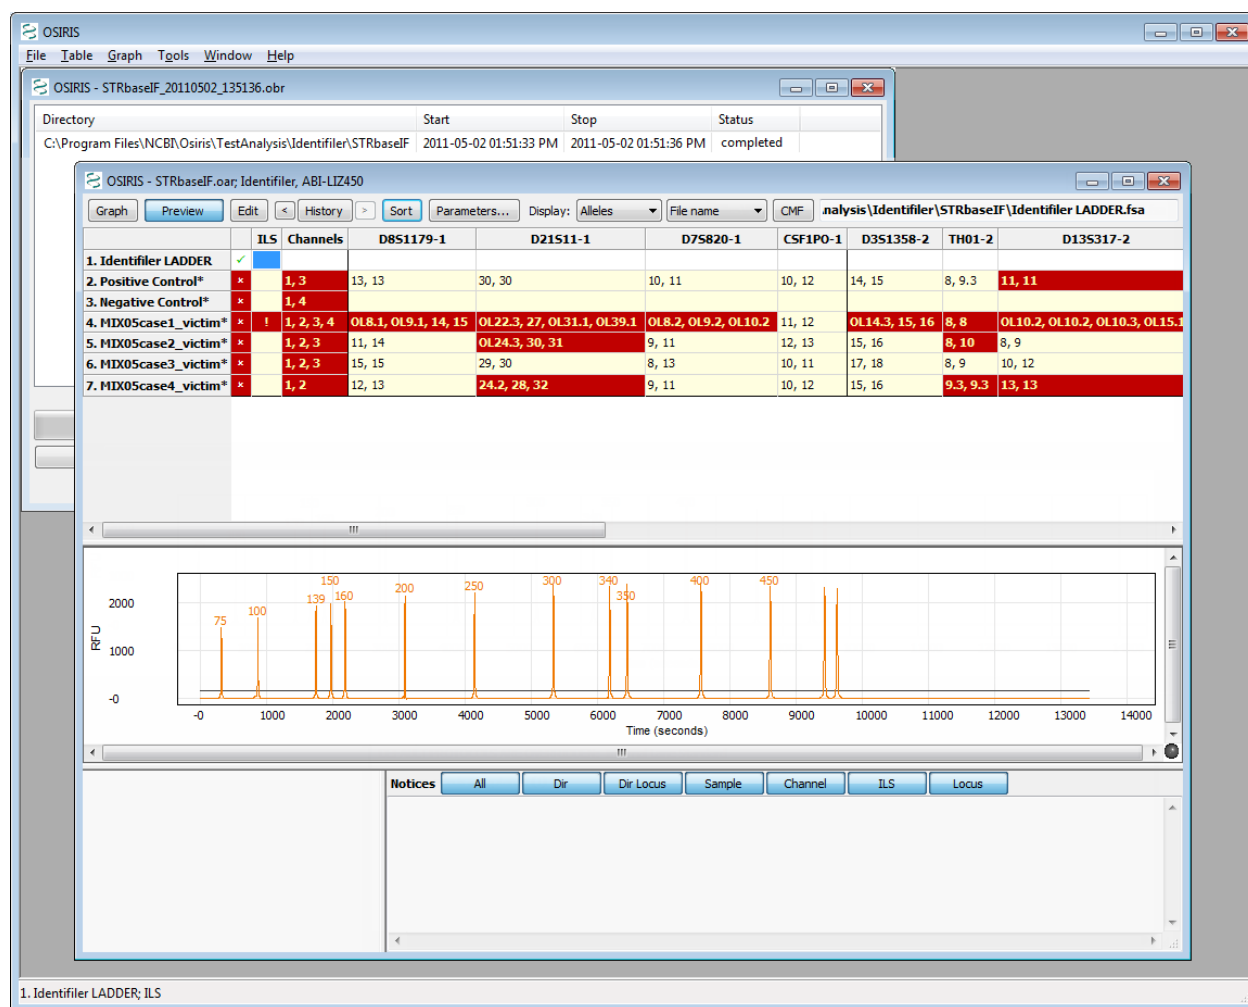 OSIRIS
File Table Graph Tools Window Help
OSIRIS - STRbaseIF_20110502_135136.obr
Directory Start Stop Status
C:\Program Files\NCBI\Osiris\TestAnalysis\Identifiler\STRbaseIF 2011-05-02 01:51:33 PM 2011-05-02 01:51:36 PM completed
OSIRIS - STRbaseIF.oar; Identifiler, ABI-LIZ450
Graph Preview Edit < History > Sort Parameters... Display: Alleles File name CMF nalysis\Identifiler\STRbaseIF\Identifiler LADDER.fsa
ILS Channels D8S1179-1 D21S11-1 D7S820-1 CSF1PO-1 D3S1358-2 TH01-2 D13S317-2
1. Identifiler LADDER ✓
2. Positive Control* × 1, 3 13, 13 30, 30 10, 11 10, 12 14, 15 8, 9.3 11, 11
3. Negative Control* × 1, 4
4. MIX05case1_victim* × ! 1, 2, 3, 4 OL8.1, OL9.1, 14, 15 OL22.3, 27, OL31.1, OL39.1 OL8.2, OL9.2, OL10.2 11, 12 OL14.3, 15, 16 8, 8 OL10.2, OL10.2, OL10.3, OL15.1
5. MIX05case2_victim* × 1, 2, 3 11, 14 OL24.3, 30, 31 9, 11 12, 13 15, 16 8, 10 8, 9
6. MIX05case3_victim* × 1, 2, 3 15, 15 29, 30 8, 13 10, 11 17, 18 8, 9 10, 12
7. MIX05case4_victim* × 1, 2 12, 13 24.2, 28, 32 9, 11 10, 12 15, 16 9.3, 9.3 13, 13
75 100 139 150 160 200 250 300 340 350 400 450
RFU
2000
1000
-0
-0 1000 2000 3000 4000 5000 6000 7000 8000 9000 10000 11000 12000 13000 14000
Time (seconds)
Notices All Dir Dir Locus Sample Channel ILS Locus
1. Identifiler LADDER; ILS